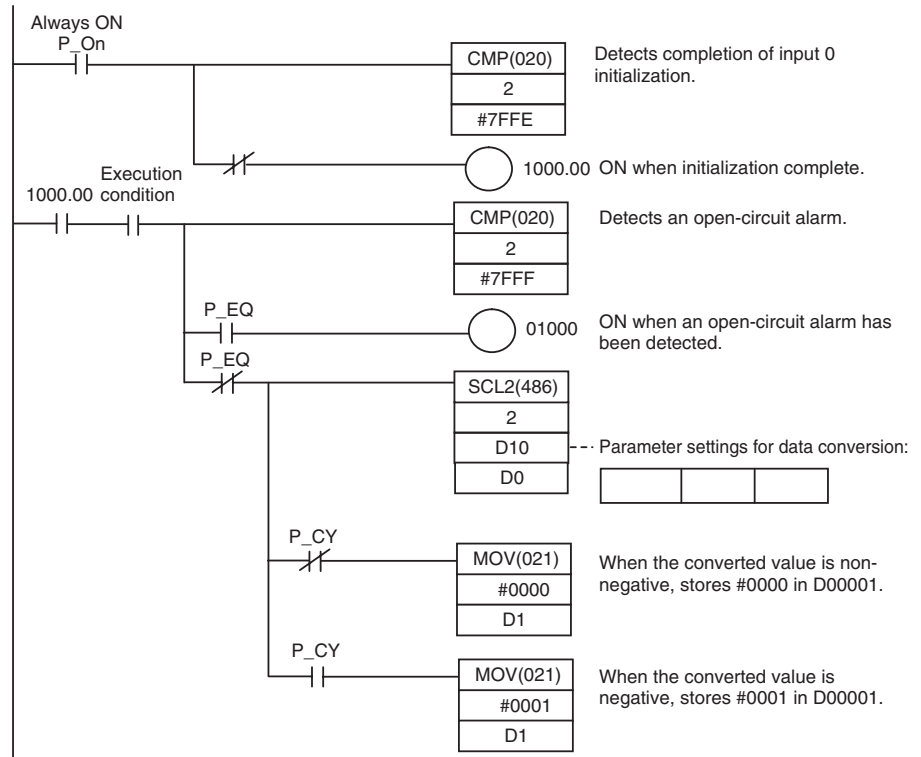 Always ON
P_On
CMP(020)
2
#7FFE
Detects completion of input 0
initialization.
1000.00 ON when initialization complete.
Execution
1000.00 condition
CMP(020)
2
#7FFF
Detects an open-circuit alarm.
P_EQ
01000
ON when an open-circuit alarm has
been detected.
P_EQ
SCL2(486)
2
D10
D0
Parameter settings for data conversion:
P_CY
MOV(021)
#0000
D1
When the converted value is non-
negative, stores #0000 in D00001.
P_CY
MOV(021)
#0001
D1
When the converted value is
negative, stores #0001 in D00001.